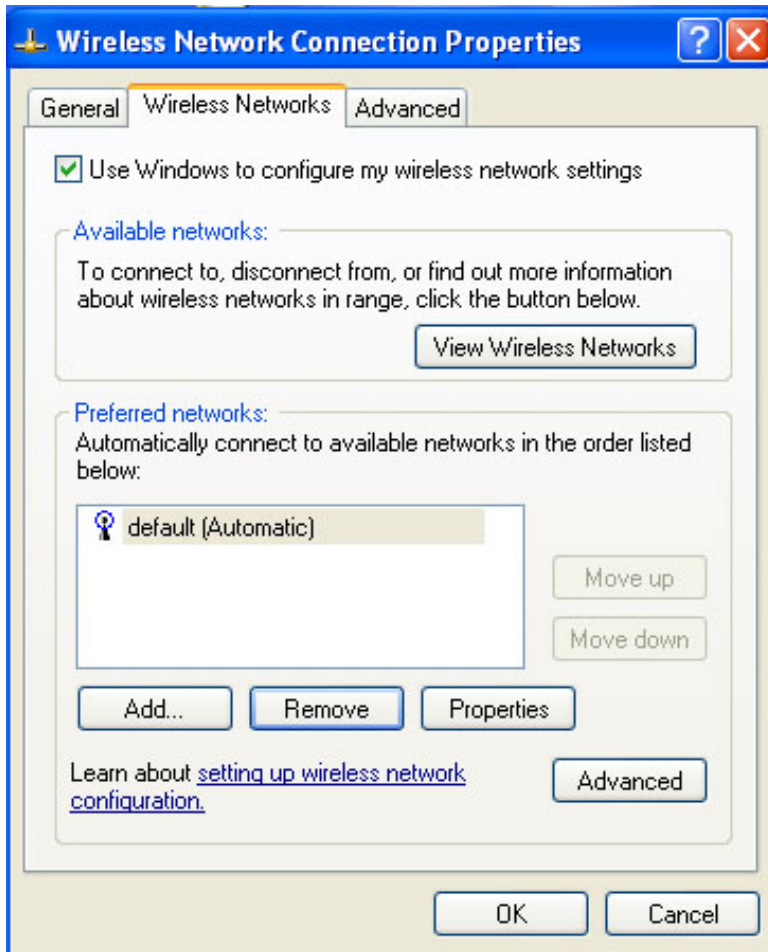 Wireless Network Connection Properties
General
Wireless Networks
Advanced
Use Windows to configure my wireless network settings
Available networks:
To connect to, disconnect from, or find out more information
about wireless networks in range, click the button below.
View Wireless Networks
Preferred networks:
Automatically connect to available networks in the order listed
below:
default (Automatic)
Move up
Move down
Add...
Remove
Properties
Learn about setting up wireless network
configuration.
Advanced
OK
Cancel